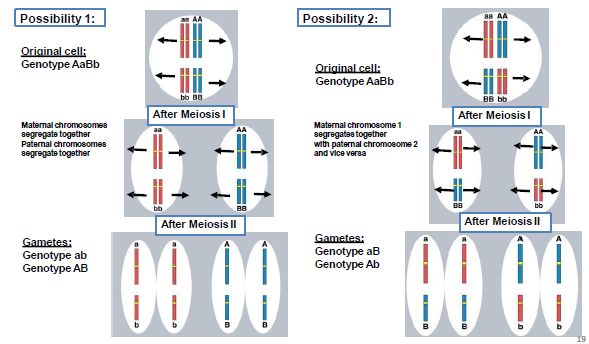 Possibility 1:
aa AA
Original cell:
Genotype AaBb
bb BB
After Meiosis I
Maternal chromosomes
segregate together
Paternal chromosomes
segregate together
aa AA
bb BB
After Meiosis II
Gametes:
Genotype ab
Genotype AB
a a A A
b b B B
Possibility 2:
aa AA
Original cell:
Genotype AaBb
BB bb
After Meiosis I
Maternal chromosome 1
segregates together
with paternal chromosome 2
and vice versa
aa AA
BB bb
After Meiosis II
Gametes:
Genotype aB
Genotype Ab
a a A A
B B b b
19